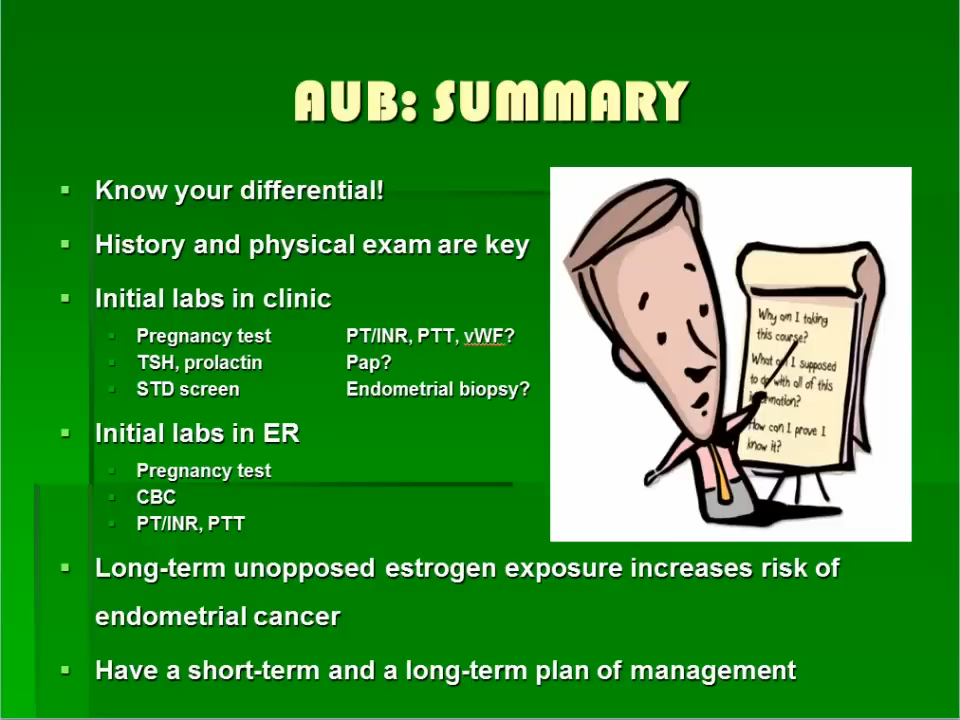 AUB: SUMMARY
Know your differential!
History and physical exam are key
Initial labs in clinic
Pregnancy test PT/INR, PTT, vWF?
TSH, prolactin Pap?
STD screen Endometrial biopsy?
Initial labs in ER
Pregnancy test
CBC
PT/INR, PTT
Long-term unopposed estrogen exposure increases risk of
endometrial cancer
Have a short-term and a long-term plan of management
Why am I taking
this course?
What am I supposed
to do with all of this
information?
How can I prove I
know it?